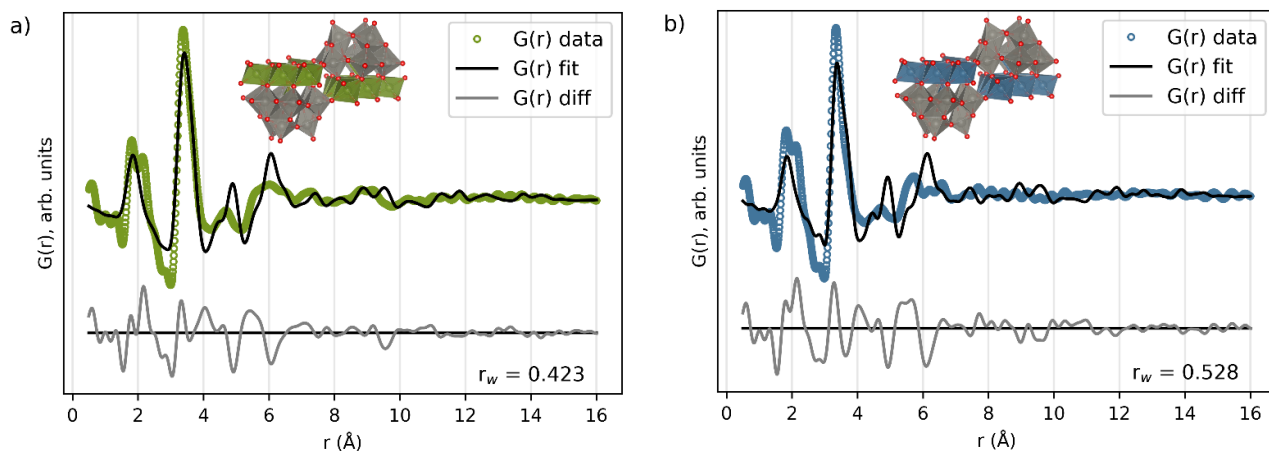 a)
G(r) data
G(r) fit
G(r) diff
G(r), arb. units
r_w = 0.423
0 2 4 6 8 10 12 14 16
r (Å)
b)
G(r) data
G(r) fit
G(r) diff
G(r), arb. units
r_w = 0.528
0 2 4 6 8 10 12 14 16
r (Å)